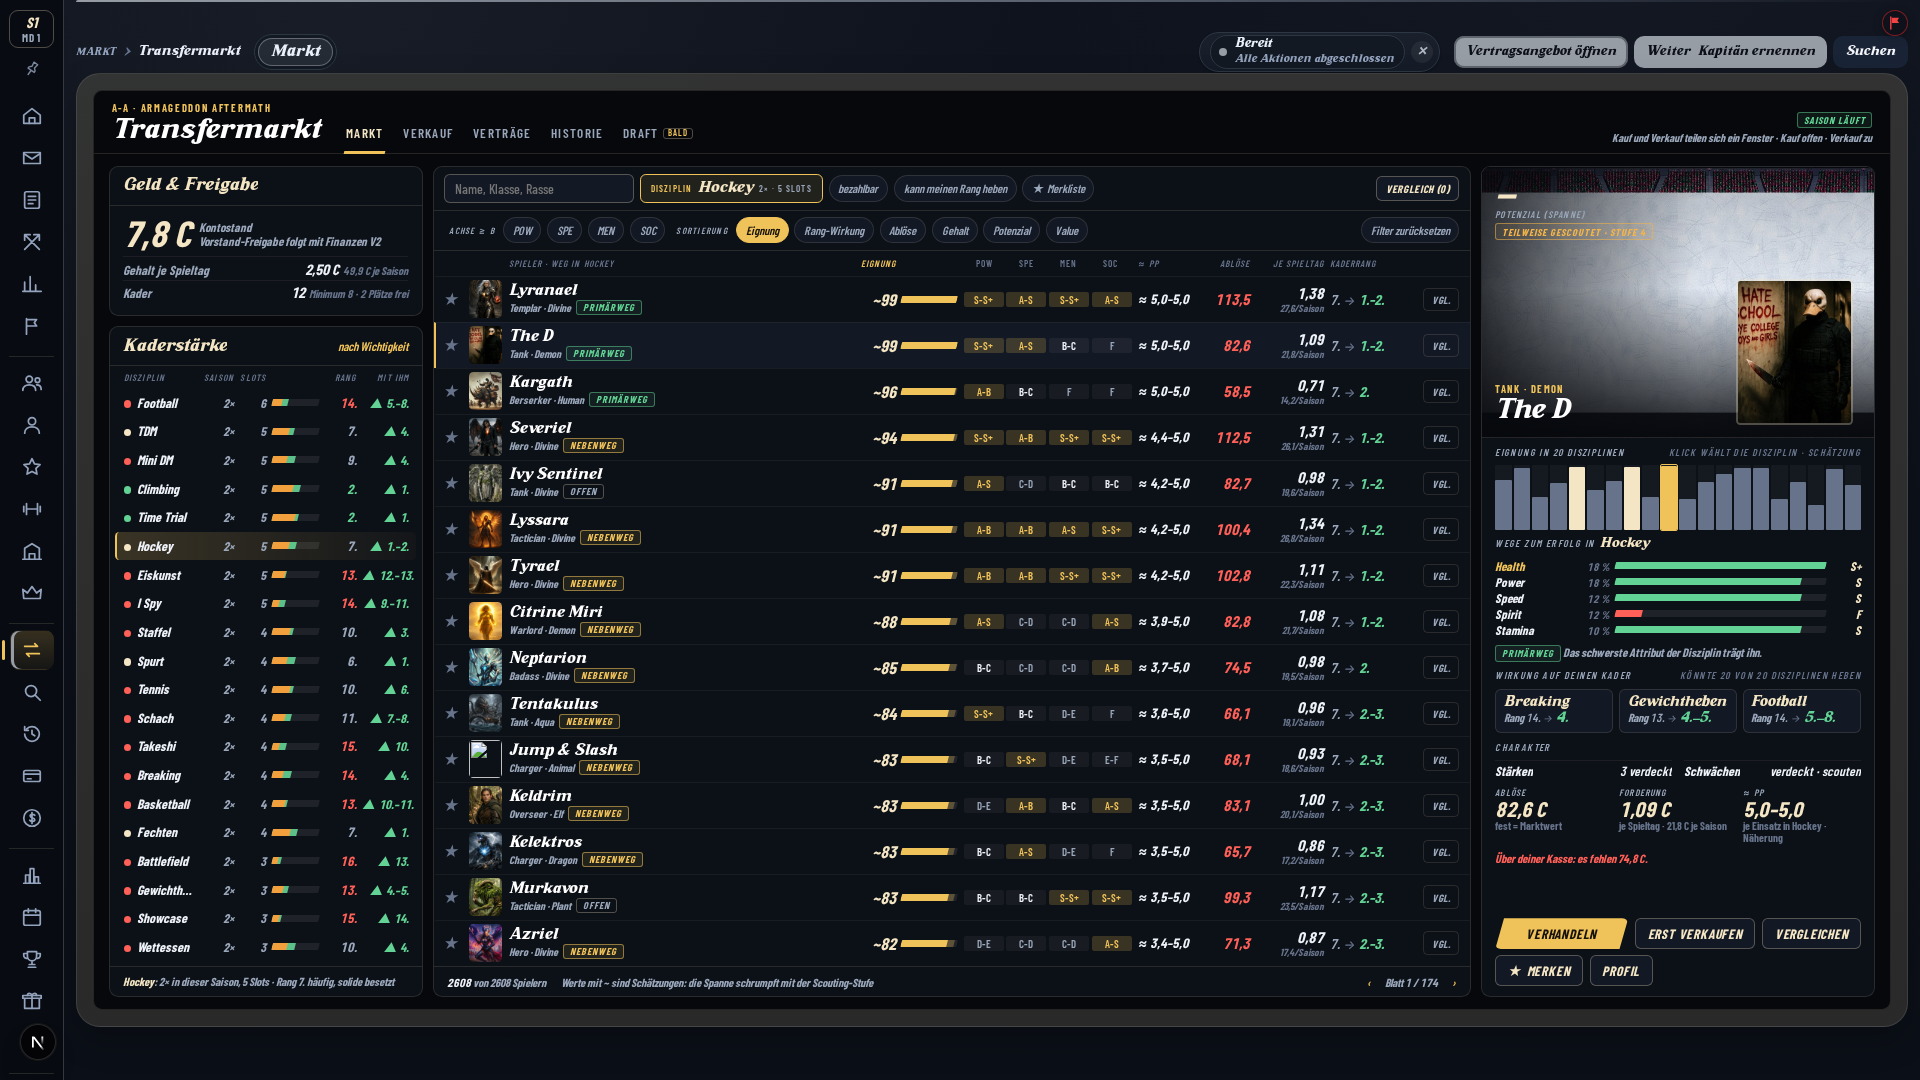 S1
MD1
MARKT > Transfermarkt Markt
Bereit
Alle Aktionen abgeschlossen
✕
Vertragsangebot öffnen
Weiter Kapitän ernennen
Suchen
A-A · ARMAGEDDON AFTERMATH
Transfermarkt
MARKT VERKAUF VERTRÄGE HISTORIE DRAFT BALD
SAISON LÄUFT
Kauf und Verkauf teilen sich ein Fenster · Kauf offen · Verkauf zu
Geld & Freigabe
7,8 C Kontostand
Vorstand-Freigabe folgt mit Finanzen V2
Gehalt je Spieltag 2,50 C 49,9 C je Saison
Kader 12 Minimum 8 · 2 Plätze frei
Kaderstärke nach Wichtigkeit
DISZIPLIN SAISON SLOTS RANG MIT IHM
Football 2× 6 14. ▲ 5.-8.
TDM 2× 5 7. ▲ 4.
Mini DM 2× 5 9. ▲ 4.
Climbing 2× 5 2. ▲ 1.
Time Trial 2× 5 2. ▲ 1.
Hockey 2× 5 7. ▲ 1.-2.
Eiskunst 2× 5 13. ▲ 12.-13.
I Spy 2× 5 14. ▲ 9.-11.
Staffel 2× 4 10. ▲ 3.
Spurt 2× 4 6. ▲ 1.
Tennis 2× 4 10. ▲ 6.
Schach 2× 4 11. ▲ 7.-8.
Takeshi 2× 4 15. ▲ 10.
Breaking 2× 4 14. ▲ 4.
Basketball 2× 4 13. ▲ 10.-11.
Fechten 2× 4 7. ▲ 1.
Battlefield 2× 3 16. ▲ 13.
Gewichth... 2× 3 13. ▲ 4.-5.
Showcase 2× 3 15. ▲ 14.
Wettessen 2× 3 10. ▲ 4.
Hockey: 2× in dieser Saison, 5 Slots · Rang 7. häufig, solide besetzt
Name, Klasse, Rasse
DISZIPLIN Hockey 2× · 5 SLOTS
bezahlbar
kann meinen Rang heben
★ Merkliste
VERGLEICH (0)
ACHSE ≥ B POW SPE MEN SOC SORTIERUNG Eignung Rang-Wirkung Ablöse Gehalt Potenzial Value Filter zurücksetzen
SPIELER · WEG IN HOCKEY EIGNUNG POW SPE MEN SOC ≈ PP ABLÖSE JE SPIELTAG KADERRANG
★ Lyranael ~99 S-S+ A-S S-S+ A-S ≈ 5,0-5,0 113,5 1,38 7. → 1.-2. VGL.
Templar · Divine PRIMÄRWEG 27,6/Saison
★ The D ~99 S-S+ A-S B-C F ≈ 5,0-5,0 82,6 1,09 7. → 1.-2. VGL.
Tank · Demon PRIMÄRWEG 21,8/Saison
★ Kargath ~96 A-B B-C F F ≈ 5,0-5,0 58,5 0,71 7. → 2. VGL.
Berserker · Human PRIMÄRWEG 14,2/Saison
★ Severiel ~94 S-S+ A-B S-S+ S-S+ ≈ 4,4-5,0 112,5 1,31 7. → 1.-2. VGL.
Hero · Divine NEBENWEG 26,1/Saison
★ Ivy Sentinel ~91 A-S C-D B-C B-C ≈ 4,2-5,0 82,7 0,98 7. → 1.-2. VGL.
Tank · Divine OFFEN 19,6/Saison
★ Lyssara ~91 A-B A-B A-S S-S+ ≈ 4,2-5,0 100,4 1,34 7. → 1.-2. VGL.
Tactician · Divine NEBENWEG 26,8/Saison
★ Tyrael ~91 A-B A-B S-S+ S-S+ ≈ 4,2-5,0 102,8 1,11 7. → 1.-2. VGL.
Hero · Divine NEBENWEG 22,3/Saison
★ Citrine Miri ~88 A-S C-D C-D A-S ≈ 3,9-5,0 82,8 1,08 7. → 1.-2. VGL.
Warlord · Demon NEBENWEG 21,7/Saison
★ Neptarion ~85 B-C C-D C-D A-B ≈ 3,7-5,0 74,5 0,98 7. → 2. VGL.
Badass · Divine NEBENWEG 19,5/Saison
★ Tentakulus ~84 S-S+ B-C D-E F ≈ 3,6-5,0 66,1 0,96 7. → 2.-3. VGL.
Tank · Aqua NEBENWEG 19,1/Saison
★ Jump & Slash ~83 B-C S-S+ D-E E-F ≈ 3,5-5,0 68,1 0,93 7. → 2.-3. VGL.
Charger · Animal NEBENWEG 18,6/Saison
★ Keldrim ~83 D-E A-B B-C A-S ≈ 3,5-5,0 83,1 1,00 7. → 2.-3. VGL.
Overseer · Elf NEBENWEG 20,1/Saison
★ Kelektros ~83 B-C A-S D-E F ≈ 3,5-5,0 65,7 0,86 7. → 2.-3. VGL.
Charger · Dragon NEBENWEG 17,2/Saison
★ Murkavon ~83 B-C B-C S-S+ S-S+ ≈ 3,5-5,0 99,3 1,17 7. → 2.-3. VGL.
Tactician · Plant OFFEN 23,5/Saison
★ Azriel ~82 D-E C-D C-D A-S ≈ 3,4-5,0 71,3 0,87 7. → 2.-3. VGL.
Hero · Divine NEBENWEG 17,4/Saison
2608 von 2608 Spielern Werte mit ~ sind Schätzungen: die Spanne schrumpft mit der Scouting-Stufe ‹ Blatt 1 / 174 ›
POTENZIAL (SPANNE)
TEILWEISE GESCOUTET · STUFE 4
HATE
SCHOOL
BYE COLLEGE
BOYS AND GIRLS
TANK · DEMON
The D
EIGNUNG IN 20 DISZIPLINEN KLICK WÄHLT DIE DISZIPLIN · SCHÄTZUNG
WEGE ZUM ERFOLG IN Hockey
Health 18 % S+
Power 18 % S
Speed 12 % S
Spirit 12 % F
Stamina 10 % S
PRIMÄRWEG Das schwerste Attribut der Disziplin trägt ihn.
WIRKUNG AUF DEINEN KADER KÖNNTE 20 VON 20 DISZIPLINEN HEBEN
Breaking Gewichtheben Football
Rang 14. → 4. Rang 13. → 4.–5. Rang 14. → 5.–8.
CHARAKTER
Stärken 3 verdeckt Schwächen verdeckt · scouten
ABLÖSE FORDERUNG ≈ PP
82,6 C 1,09 C 5,0–5,0
fest = Marktwert je Spieltag · 21,8 C je Saison je Einsatz in Hockey ·
Näherung
Über deiner Kasse: es fehlen 74,8 C.
VERHANDELN ERST VERKAUFEN VERGLEICHEN
★ MERKEN PROFIL
N